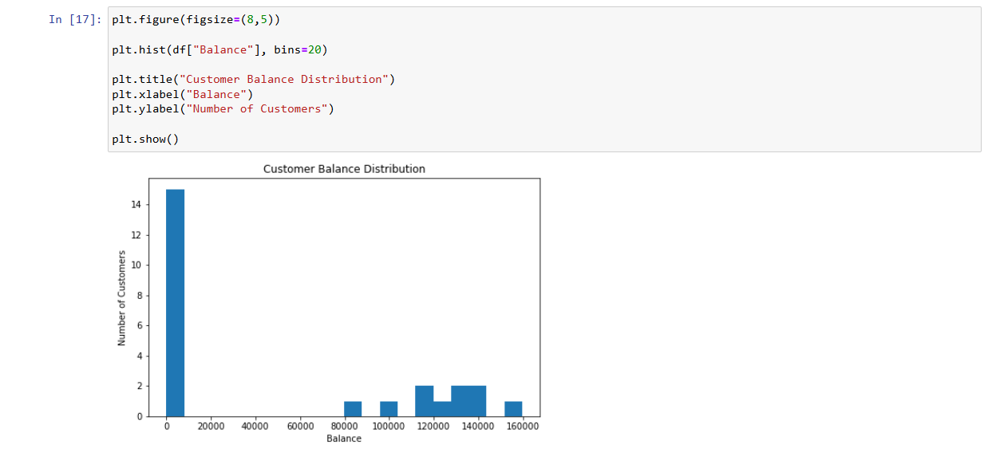 In [17]: plt.figure(figsize=(8,5))
plt.hist(df["Balance"], bins=20)
plt.title("Customer Balance Distribution")
plt.xlabel("Balance")
plt.ylabel("Number of Customers")
plt.show()
Customer Balance Distribution
14
12
10
8
6
4
2
0
Number of Customers
0 20000 40000 60000 80000 100000 120000 140000 160000
Balance